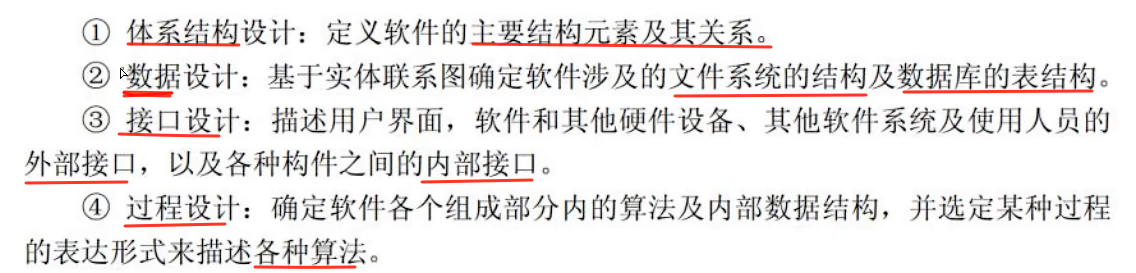 ① 体系结构设计：定义软件的主要结构元素及其关系。
② 数据设计：基于实体联系图确定软件涉及的文件系统的结构及数据库的表结构。
③ 接口设计：描述用户界面，软件和其他硬件设备、其他软件系统及使用人员的
外部接口，以及各种构件之间的内部接口。
④ 过程设计：确定软件各个组成部分内的算法及内部数据结构，并选定某种过程
的表达形式来描述各种算法。